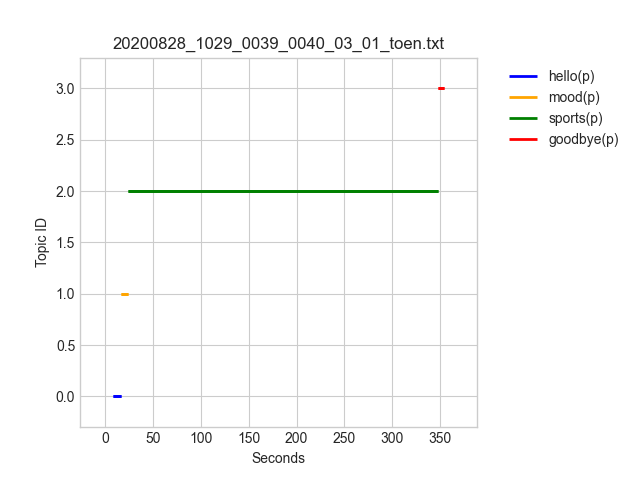 20200828_1029_0039_0040_03_01_toen.txt
hello(p)
mood(p)
sports(p)
goodbye(p)
Topic ID
3.0
2.5
2.0
1.5
1.0
0.5
0.0
0 50 100 150 200 250 300 350
Seconds